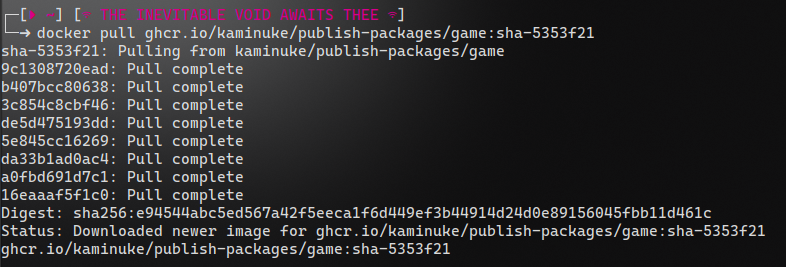 [~] [* THE INEVITABLE VOID AWAITS THEE *]
→ docker pull ghcr.io/kaminuke/publish-packages/game:sha-5353f21
sha-5353f21: Pulling from kaminuke/publish-packages/game
9c1308720ead: Pull complete
b407bcc80638: Pull complete
3c854c8cbf46: Pull complete
de5d475193dd: Pull complete
5e845cc16269: Pull complete
da33b1ad0ac4: Pull complete
a0fbd691d7c1: Pull complete
16eaaaf5f1c0: Pull complete
Digest: sha256:e94544abc5ed567a42f5eeca1f6d449ef3b44914d24d0e89156045fbb11d461c
Status: Downloaded newer image for ghcr.io/kaminuke/publish-packages/game:sha-5353f21
ghcr.io/kaminuke/publish-packages/game:sha-5353f21